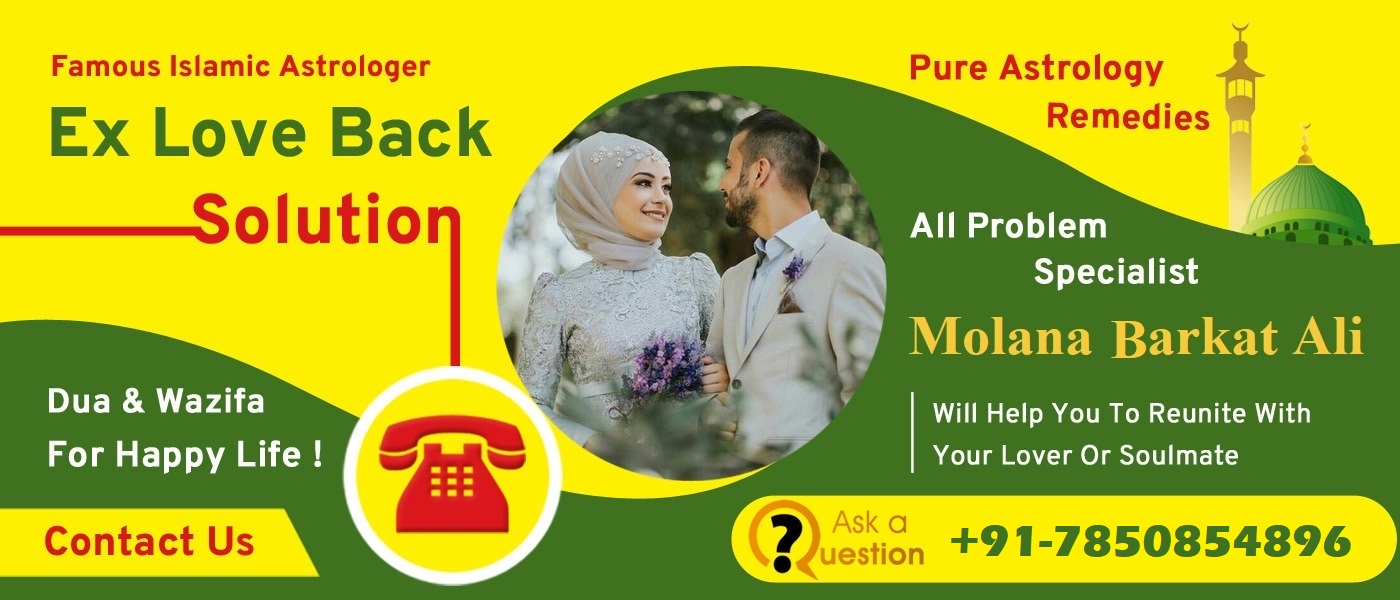 Famous Islamic Astrologer
Ex Love Back
Solution
Dua & Wazifa
For Happy Life !
Contact Us
Pure Astrology
Remedies
All Problem
Specialist
Molana Barkat Ali
Will Help You To Reunite With
Your Lover Or Soulmate
Ask a
Question
+91-7850854896